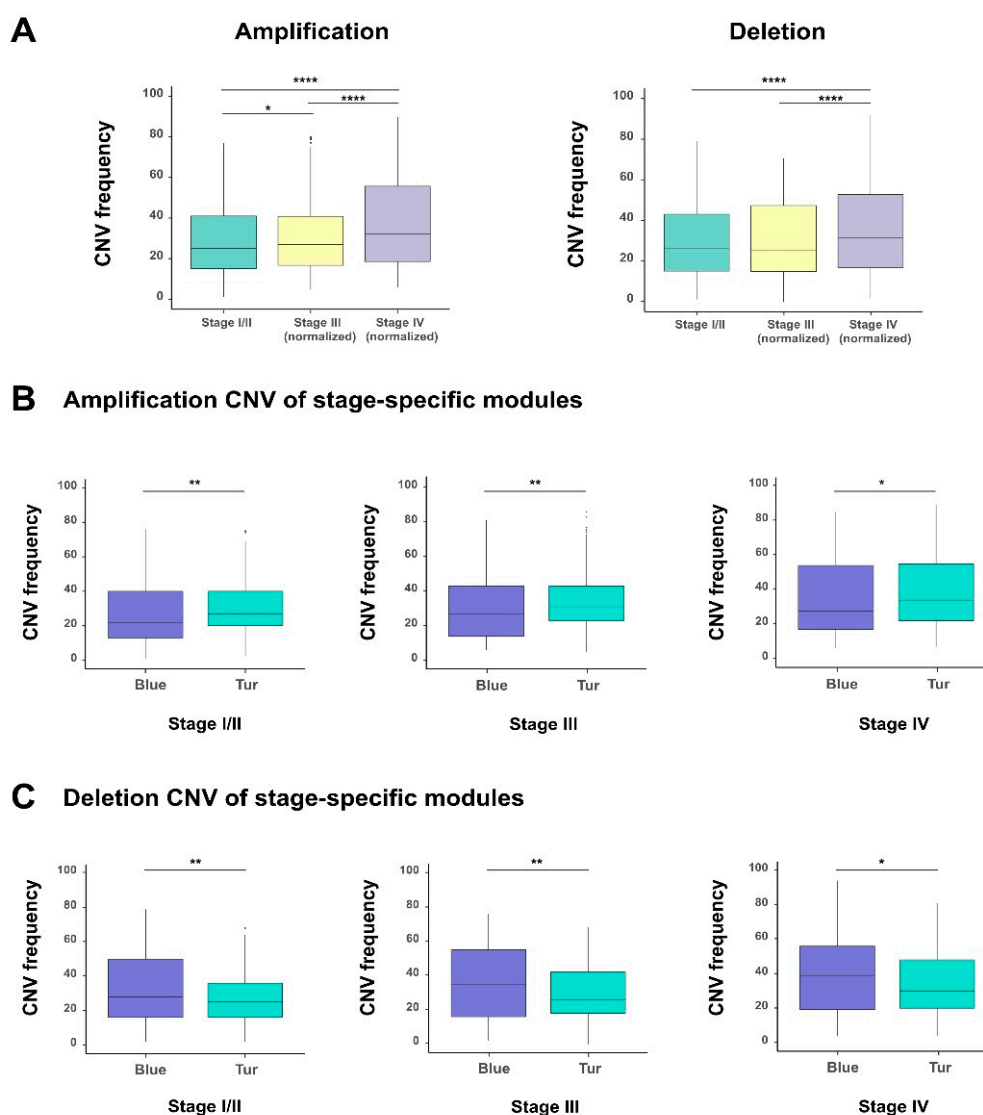 A
Amplification
Deletion
CNV frequency
100
80
60
40
20
0
****
*
****
Stage I/II
Stage III
(normalized)
Stage IV
(normalized)
CNV frequency
100
80
60
40
20
0
****
****
Stage I/II
Stage III
(normalized)
Stage IV
(normalized)
B Amplification CNV of stage-specific modules
CNV frequency
100
80
60
40
20
0
**
Blue Tur
Stage I/II
CNV frequency
100
80
60
40
20
0
**
Blue Tur
Stage III
CNV frequency
100
80
60
40
20
0
*
Blue Tur
Stage IV
C Deletion CNV of stage-specific modules
CNV frequency
100
80
60
40
20
0
**
Blue Tur
Stage I/II
CNV frequency
100
80
60
40
20
0
**
Blue Tur
Stage III
CNV frequency
100
80
60
40
20
0
*
Blue Tur
Stage IV